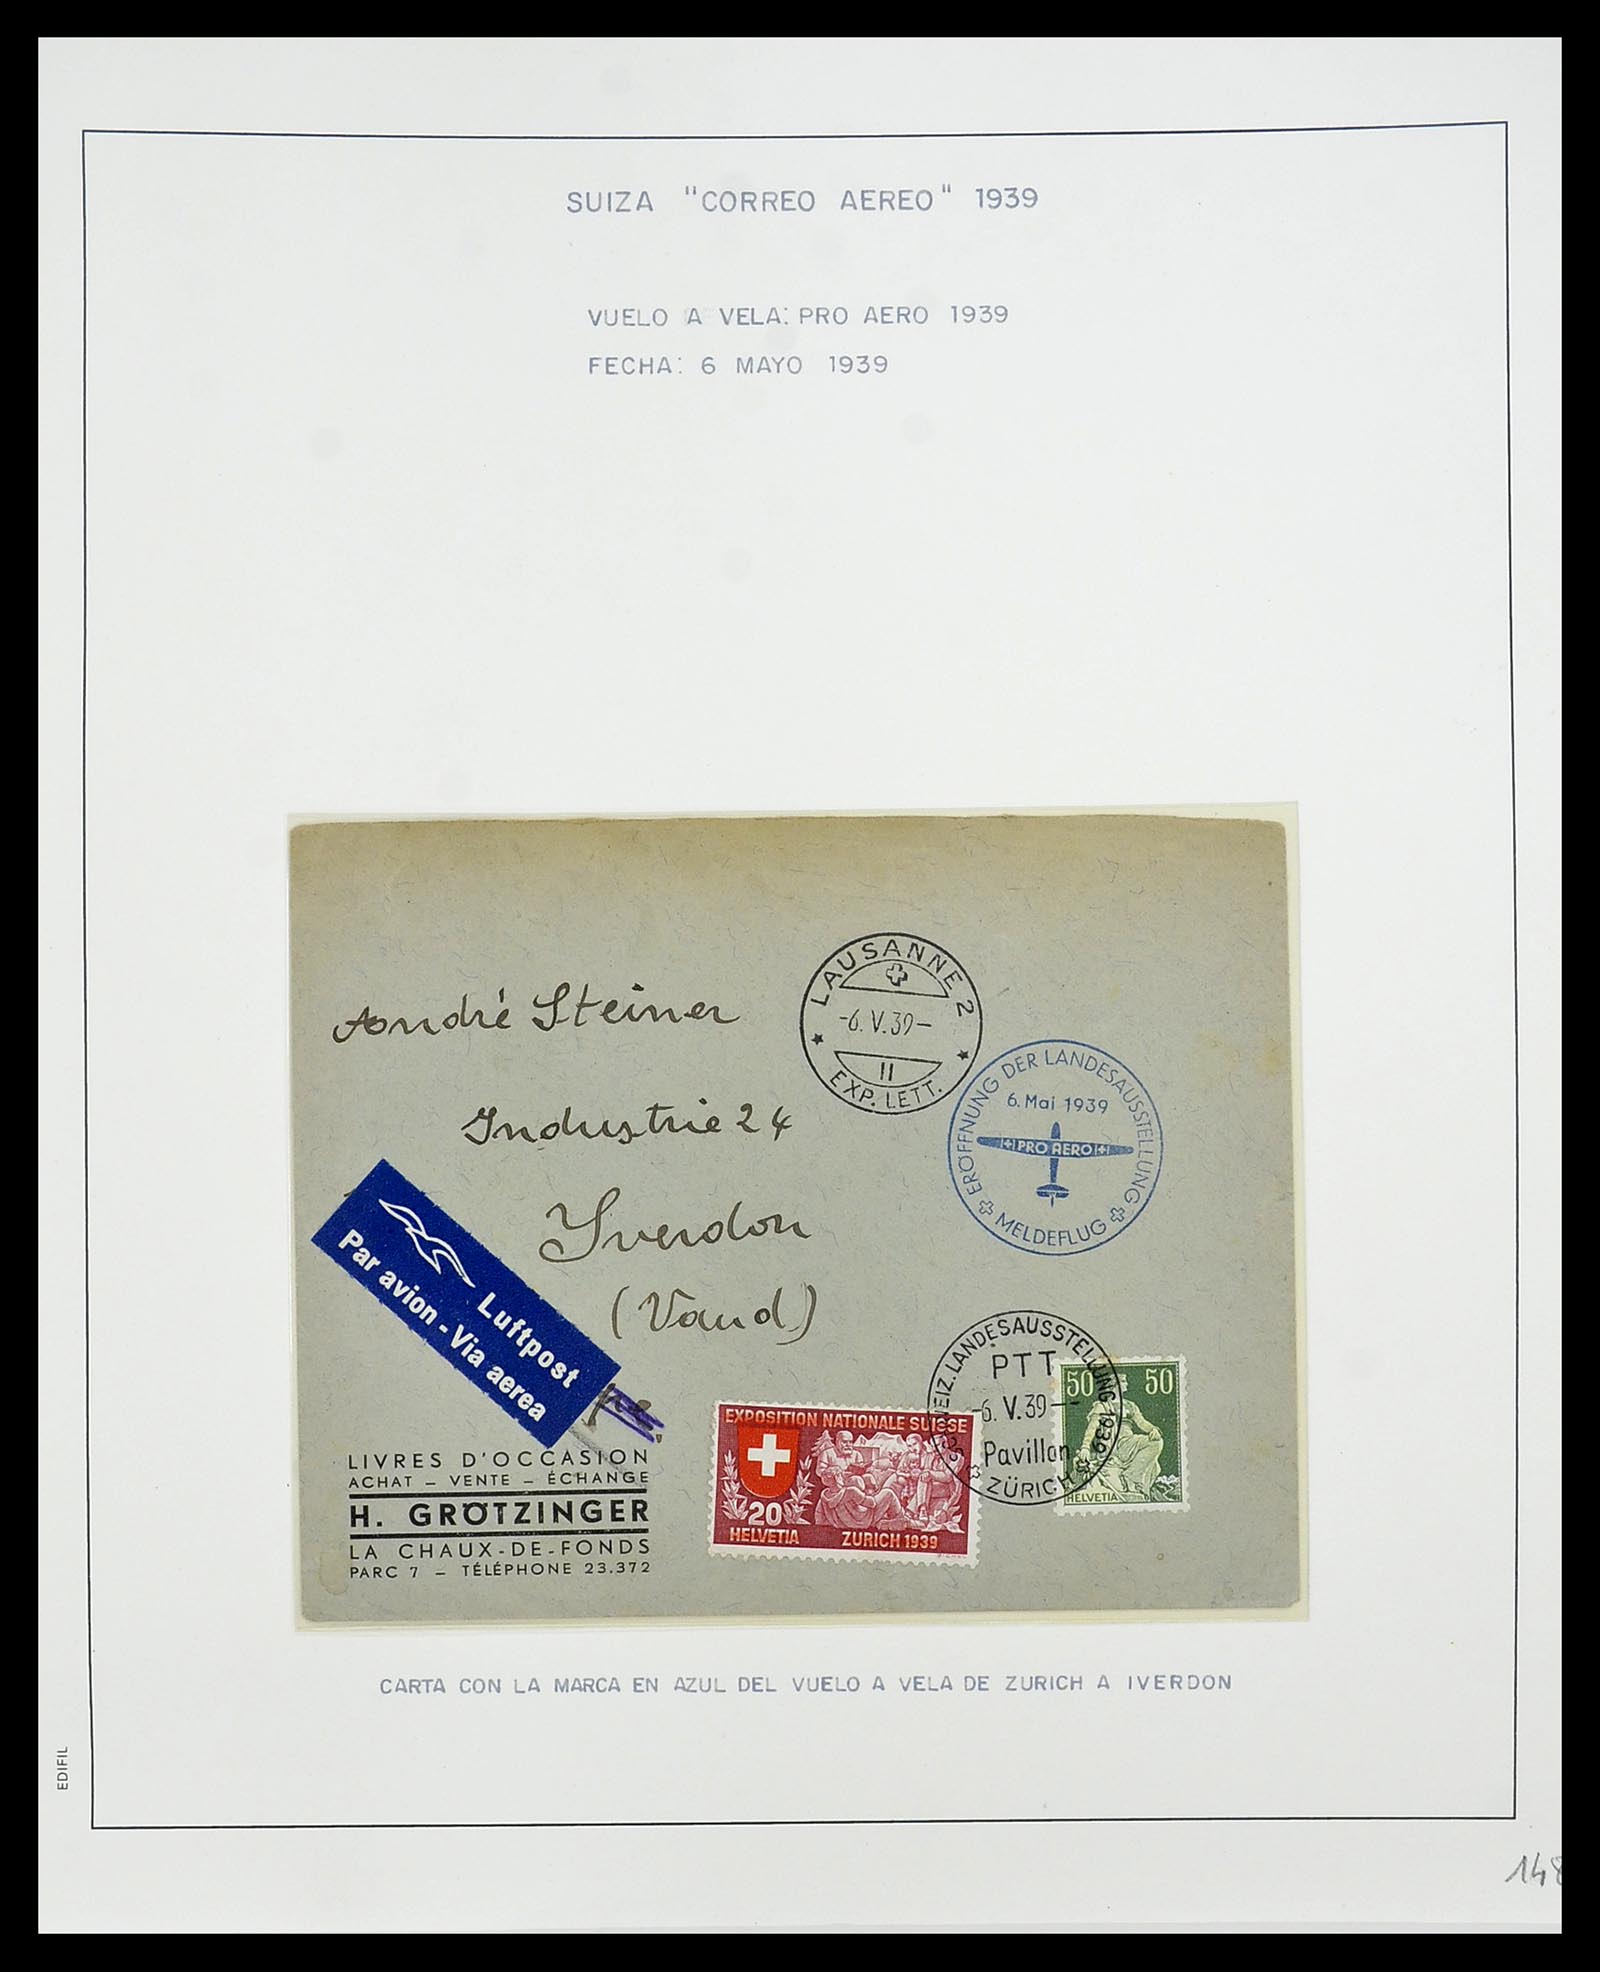 SUIZA "CORREO AEREO" 1939
VUELO A VELA: PRO AERO 1939
FECHA: 6 MAYO 1939
LAUSANNE 2
-6.V.39-
II
EXP. LETT.
André Steiner
Industrie 24
Yverdon
(Vaud)
ERÖFFNUNG DER LANDESAUSSTELLUNG
6. Mai 1939
PRO AERO
MELDEFLUG
Luftpost
Par avion - Via aerea
LANDESAUSSTELLUNG 1939
PTT
-6.V.39-
Pavillon
ZÜRICH
EXPOSITION NATIONALE SUISSE
20
HELVETIA ZURICH 1939
50 50
HELVETIA
LIVRES D'OCCASION
ACHAT – VENTE – ÉCHANGE
H. GRÖTZINGER
LA CHAUX-DE-FONDS
PARC 7 – TÉLÉPHONE 23.372
CARTA CON LA MARCA EN AZUL DEL VUELO A VELA DE ZURICH A IVERDON
EDIFIL
148